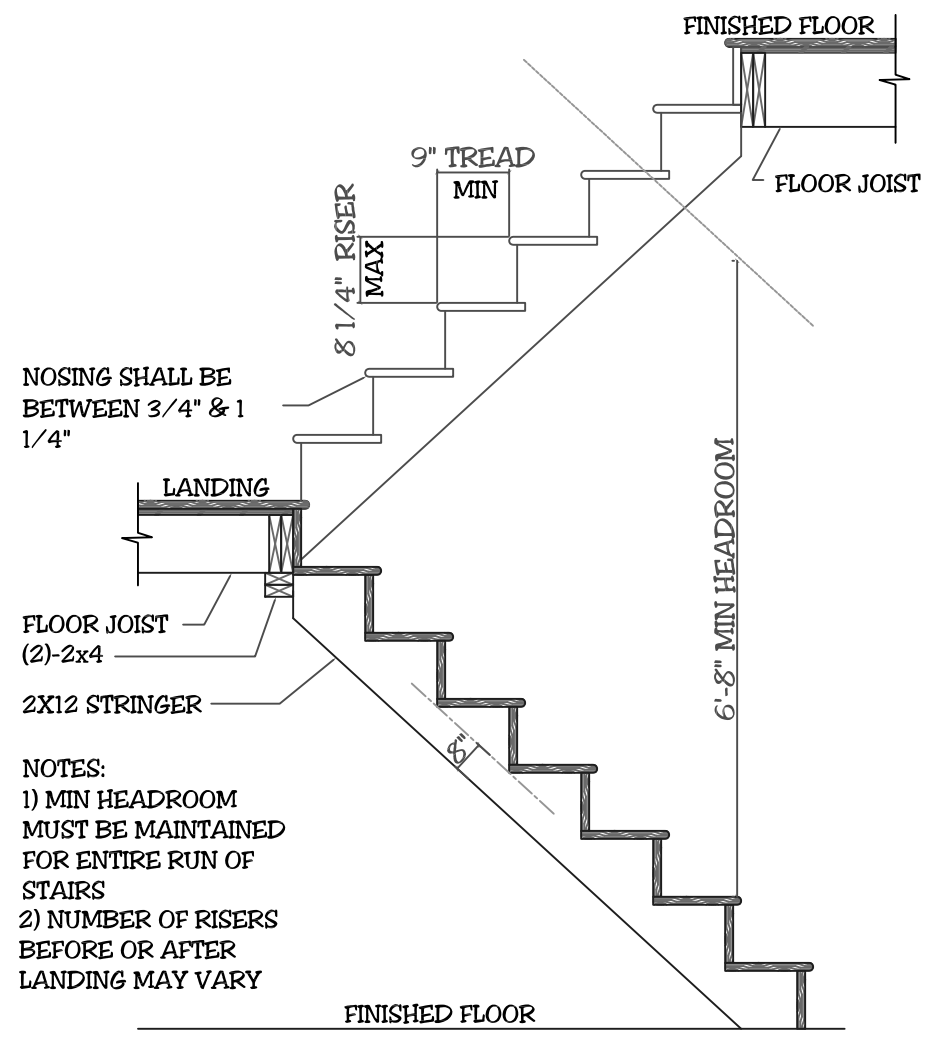 FINISHED FLOOR
9" TREAD
MIN
FLOOR JOIST
8 1/4" RISER
MAX
NOSING SHALL BE
BETWEEN 3/4" & 1
1/4"
LANDING
6'-8" MIN HEADROOM
FLOOR JOIST
(2)-2x4
2X12 STRINGER
8"
NOTES:
1) MIN HEADROOM
MUST BE MAINTAINED
FOR ENTIRE RUN OF
STAIRS
2) NUMBER OF RISERS
BEFORE OR AFTER
LANDING MAY VARY
FINISHED FLOOR